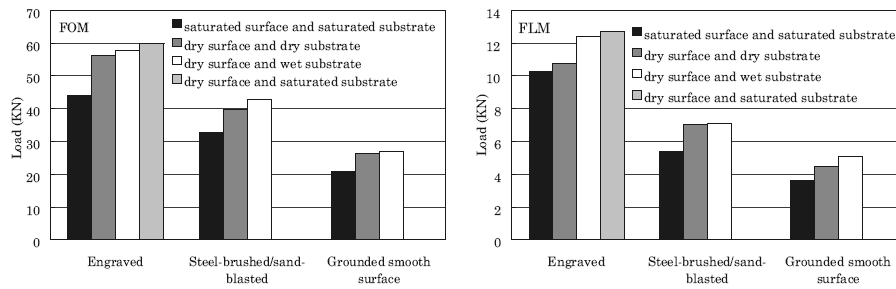 FOM
70
60
50
40
30
20
10
0
Load (KN)
saturated surface and saturated substrate
dry surface and dry substrate
dry surface and wet substrate
dry surface and saturated substrate
Engraved
Steel-brushed/sand-
blasted
Grounded smooth
surface
FLM
14
12
10
8
6
4
2
0
Load (KN)
saturated surface and saturated substrate
dry surface and dry substrate
dry surface and wet substrate
dry surface and saturated substrate
Engraved
Steel-brushed/sand-
blasted
Grounded smooth
surface